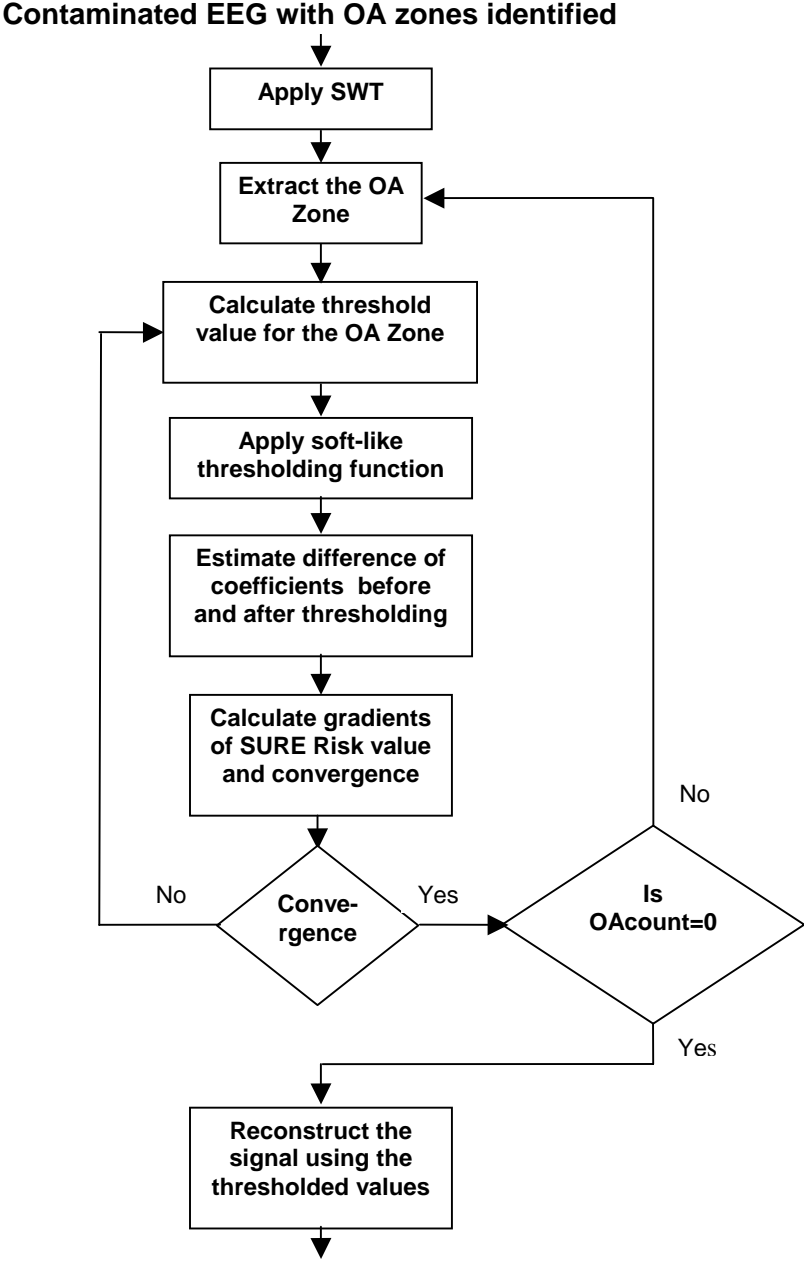 Contaminated EEG with OA zones identified
Apply SWT
Extract the OA
Zone
Calculate threshold
value for the OA Zone
Apply soft-like
thresholding function
Estimate difference of
coefficients before
and after thresholding
Calculate gradients
of SURE Risk value
and convergence
No
No
Conve-
rgence
Yes
Is
OAcount=0
Yes
Reconstruct the
signal using the
thresholded values